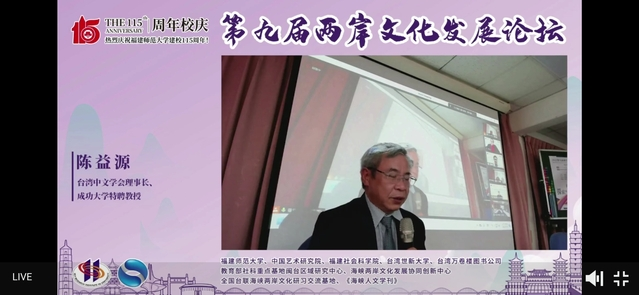 115
THE 115th
ANNIVERSARY
周年校庆
热烈庆祝福建师范大学建校115周年!
第九届两岸文化发展论坛
陈益源
台湾中文学会理事长、
成功大学特聘教授
福建师范大学、中国艺术研究院、福建社会科学院、台湾世新大学、台湾万卷楼图书公司
教育部社科重点基地闽台区域研究中心、海峡两岸文化发展协同创新中心
全国台联海峡两岸文化研习交流基地、《海峡人文学刊》
LIVE